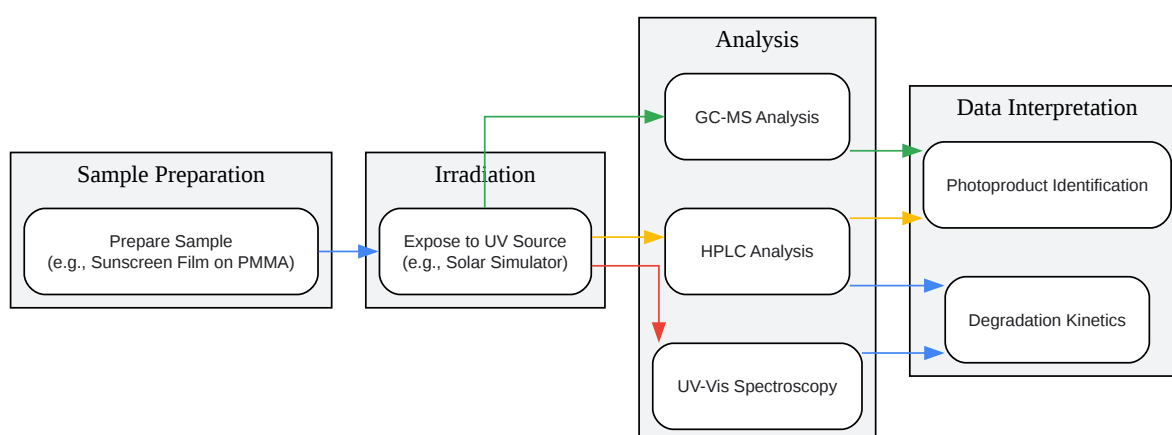 Sample Preparation
Prepare Sample
(e.g., Sunscreen Film on PMMA)
Irradiation
Expose to UV Source
(e.g., Solar Simulator)
Analysis
GC-MS Analysis
HPLC Analysis
UV-Vis Spectroscopy
Data Interpretation
Photoproduct Identification
Degradation Kinetics